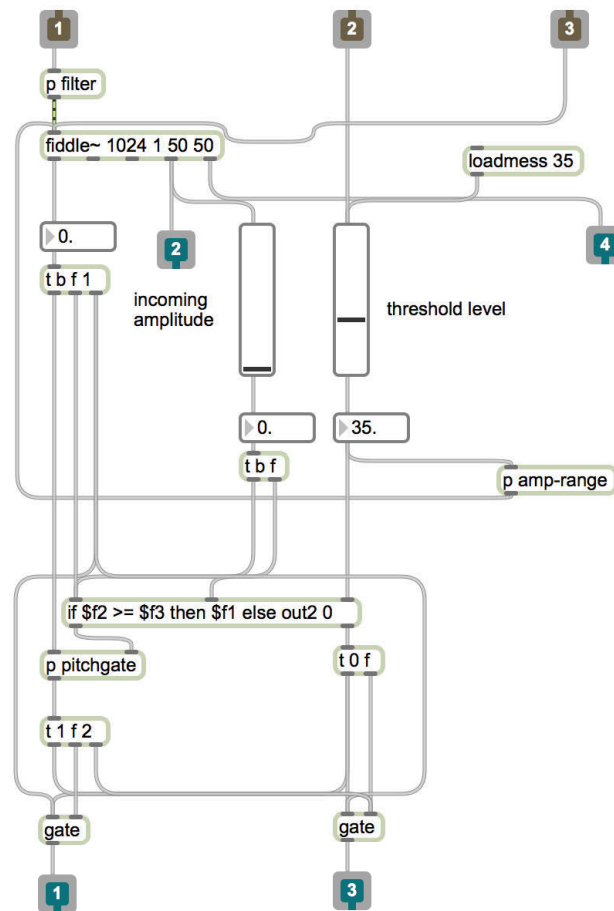 1
2
3
p filter
fiddle~ 1024 1 50 50
loadmess 35
0.
2
4
t b f 1
incoming
amplitude
threshold level
0.
35.
t b f
p amp-range
if $f2 >= $f3 then $f1 else out2 0
p pitchgate
t 0 f
t 1 f 2
gate
gate
1
3